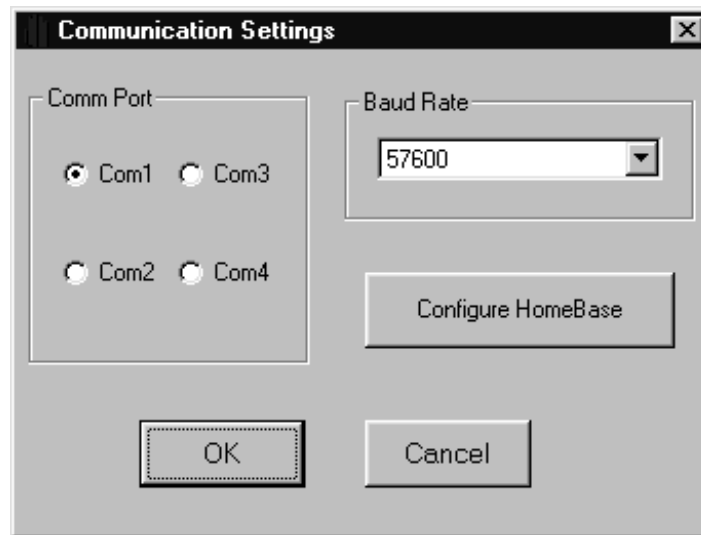 Communication Settings
Comm Port
Com1 Com3
Com2 Com4
Baud Rate
57600
Configure HomeBase
OK Cancel